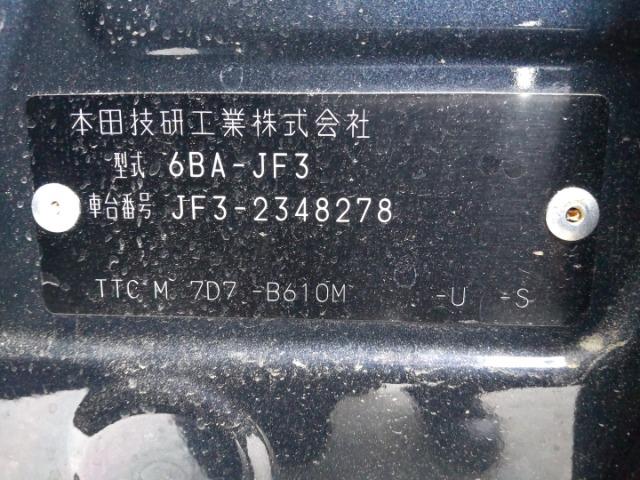 本田技研工業株式会社
型式 6BA-JF3
車台番号 JF3-2348278
TTC M 7D7 -B610M -U -S